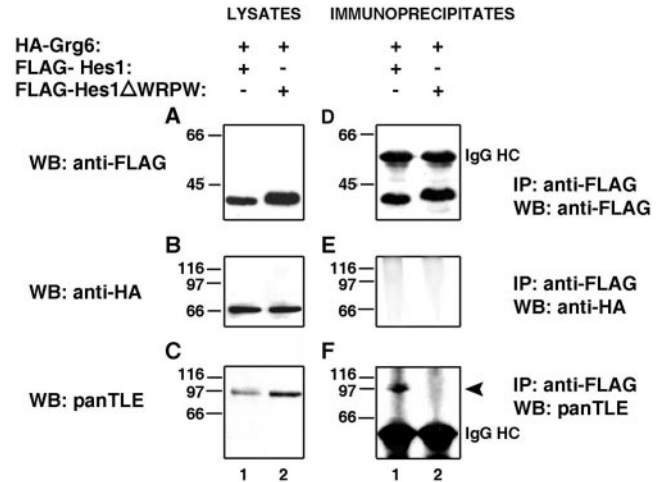 LYSATES IMMUNOPRECIPITATES
HA-Grg6: + + + +
FLAG- Hes1: + - + -
FLAG-Hes1△WRPW: - + - +
A D
66 66
IgG HC
WB: anti-FLAG
45 45
IP: anti-FLAG
WB: anti-FLAG
B E
116 116
97 97
WB: anti-HA
66 66
IP: anti-FLAG
WB: anti-HA
C F
116 116
97 97
WB: panTLE
66 66
IP: anti-FLAG
WB: panTLE
IgG HC
1 2 1 2